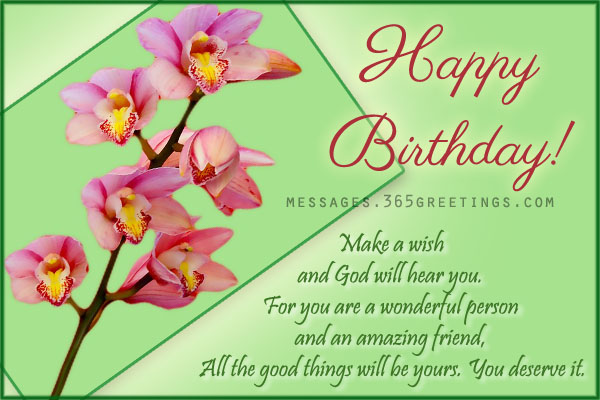 Happy
Birthday!
MESSAGES.365GREETINGS.COM
Make a wish
and God will hear you.
For you are a wonderful person
and an amazing friend,
All the good things will be yours. You deserve it.